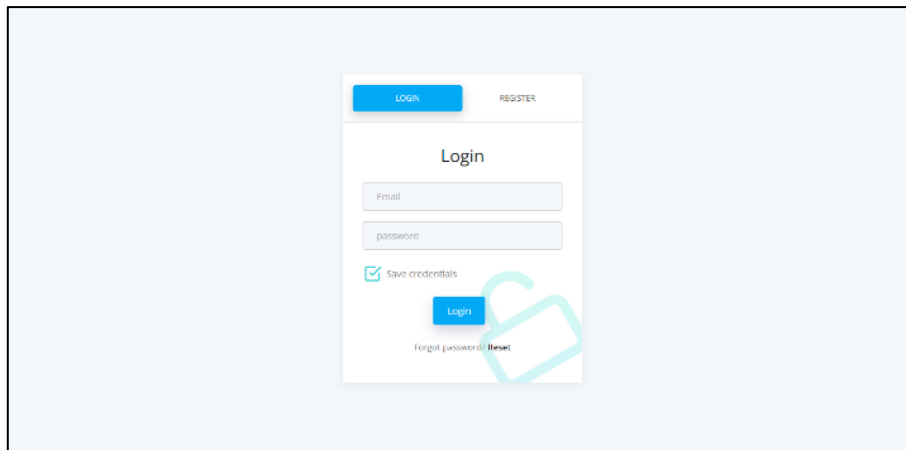 LOGIN REGISTER
Login
Email
password
Save credentials
Login
Forgot password? Reset